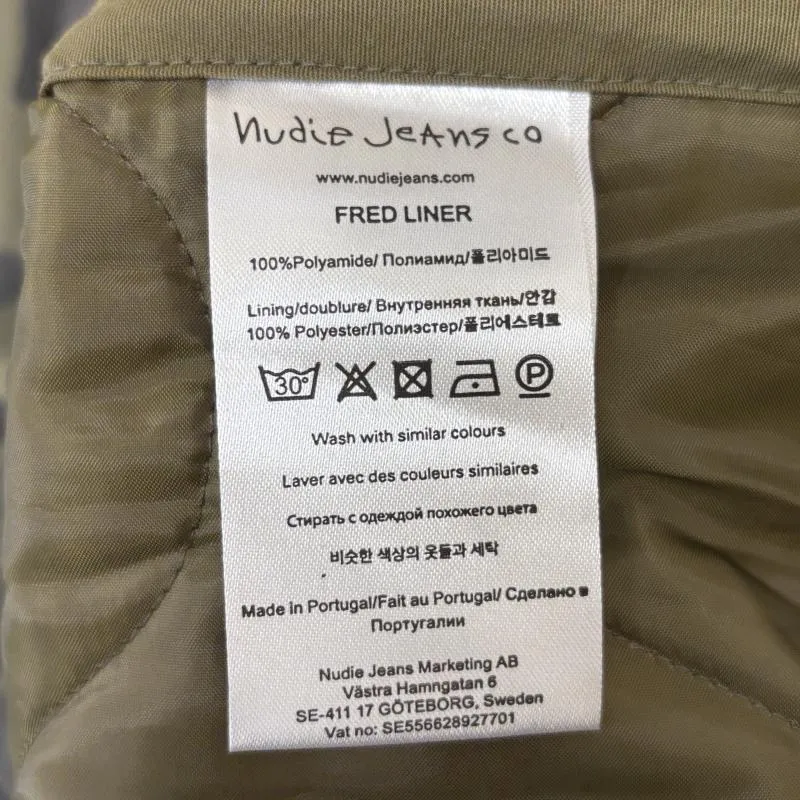 Nudie Jeans co
www.nudiejeans.com
FRED LINER
100%Polyamide/ Полиамид/폴리아미드
Lining/doublure/ Внутренняя ткань/안감
100% Polyester/Полиэстер/폴리에스테르
30°
P
Wash with similar colours
Laver avec des couleurs similaires
Стирать с одеждой похожего цвета
비슷한 색상의 옷들과 세탁
Made in Portugal/Fait au Portugal/ Сделано в
Португалии
Nudie Jeans Marketing AB
Västra Hamngatan 6
SE-411 17 GÖTEBORG, Sweden
Vat no: SE556628927701